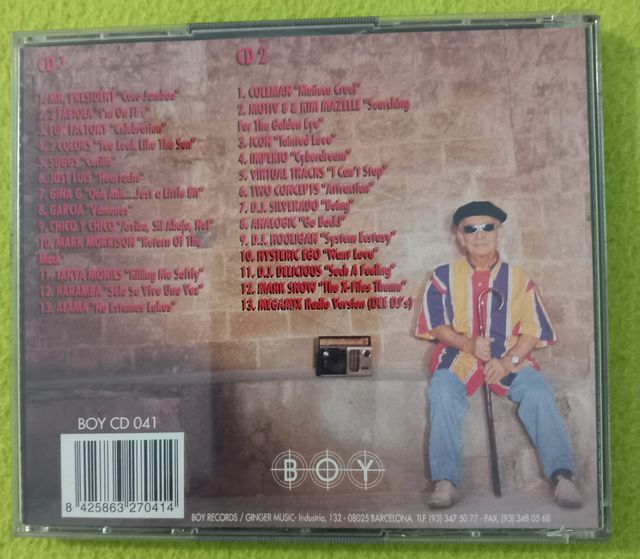 CD 1
1. MR. PRESIDENT "Coco Jamboo"
2. 2 FABIOLA "I'm On Fire"
3. FUN FACTORY "Celebration"
4. 2 COLORS "You Look Like The Sun"
5. SUGGS "Cecilia"
6. JUST LUIS "Heartache"
7. GINA G "Ooh Aah....Just a Little Bit"
8. GARCIA "Vamonos"
9. CHICO Y CHICO "¡Arriba, Sil Abajo, No!"
10. MARK MORRISON "Return Of The
Mack
11. TANYA MONIES "Killing Me Softly
12. KARAMBA "Sólo Se Vive Una Vez"
13. "No Estamos Lokos"
CD 2
1. COLLMAN "Muñeca Cruel"
2. MOTIV 8 & KIM MAZELLE "Searching
For The Golden Eye"
3. ICON "Tainted Love"
4. IMPERIO "Cyberdream"
5. VIRTUAL TRACKS "I Can't Stop"
6. TWO CONCEPTS "Attraction"
7. D.J. SILVERADO "Boing"
8. ANALOGIC "Go Back"
9. D.J. HOOLIGAN "System Ecstasy"
10. HYSTERIC EGO "Want Love"
11. D.J. DELICIOUS "Such A Feeling"
12. MARK SNOW "The X-Files Theme"
13. MEGAMIX Radio Version (DEE DJ's)
BOY CD 041
8 425863 270414
BOY
BOY RECORDS / GINGER MUSIC- Industria, 132 - 08025 BARCELONA TLF (93) 347 50 77 - FAX. (93) 348 05 68